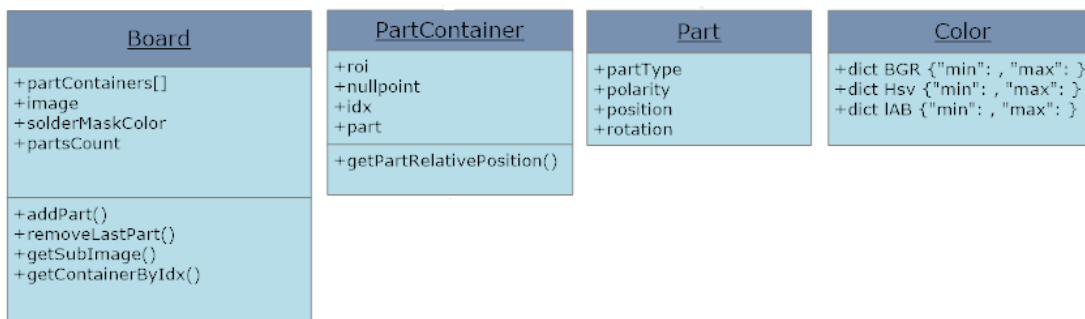 Board
+partContainers[]
+image
+solderMaskColor
+partsCount
+addPart()
+removeLastPart()
+getSubImage()
+getContainerByIdx()
PartContainer
+roi
+nullpoint
+idx
+part
+getPartRelativePosition()
Part
+partType
+polarity
+position
+rotation
Color
+dict BGR {"min": , "max": }
+dict Hsv {"min": , "max": }
+dict lAB {"min": , "max": }